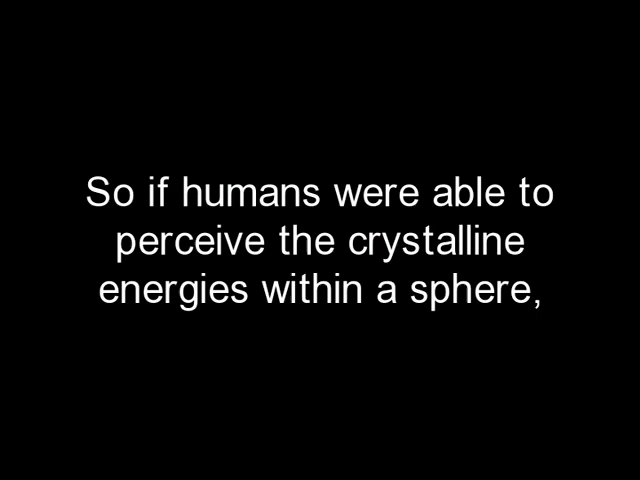 So if humans were able to
perceive the crystalline
energies within a sphere,